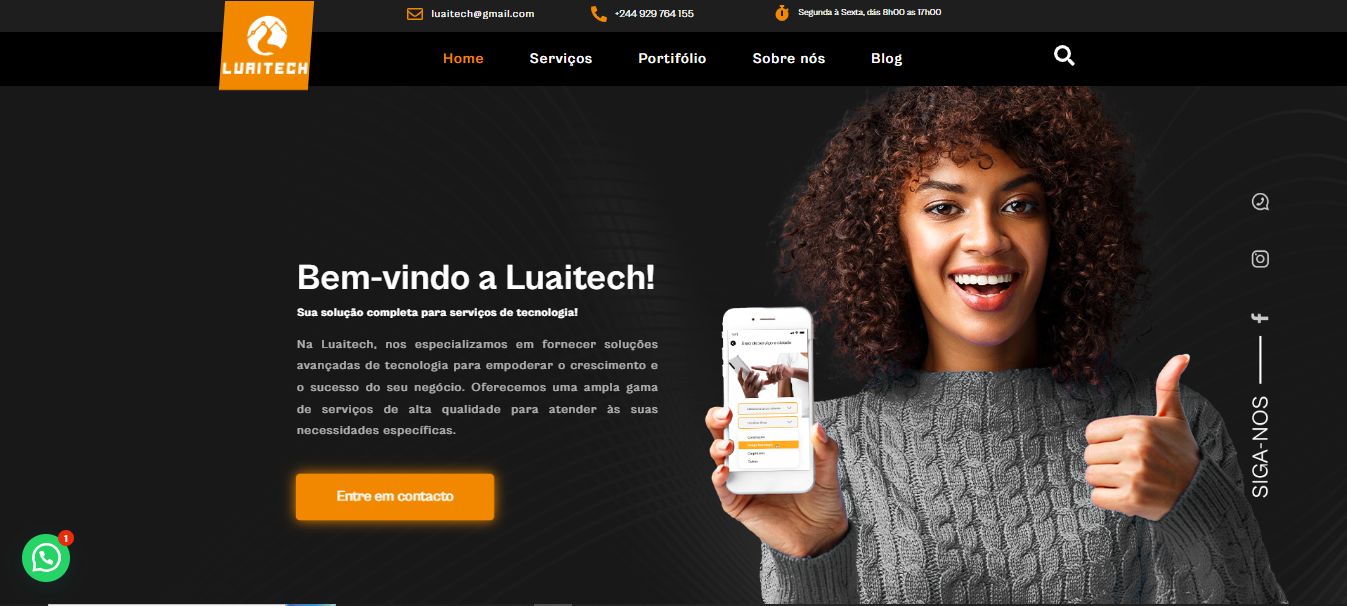 luaitech@gmail.com
+244 929 764 155
Segunda à Sexta, dás 8h00 as 17h00
LUAITECH
Home
Serviços
Portifólio
Sobre nós
Blog
Bem-vindo a Luaitech!
Sua solução completa para serviços de tecnologia!
Na Luaitech, nos especializamos em fornecer soluções
avançadas de tecnologia para empoderar o crescimento e
o sucesso do seu negócio. Oferecemos uma ampla gama
de serviços de alta qualidade para atender às suas
necessidades específicas.
Entre em contacto
SIGA-NOS
1